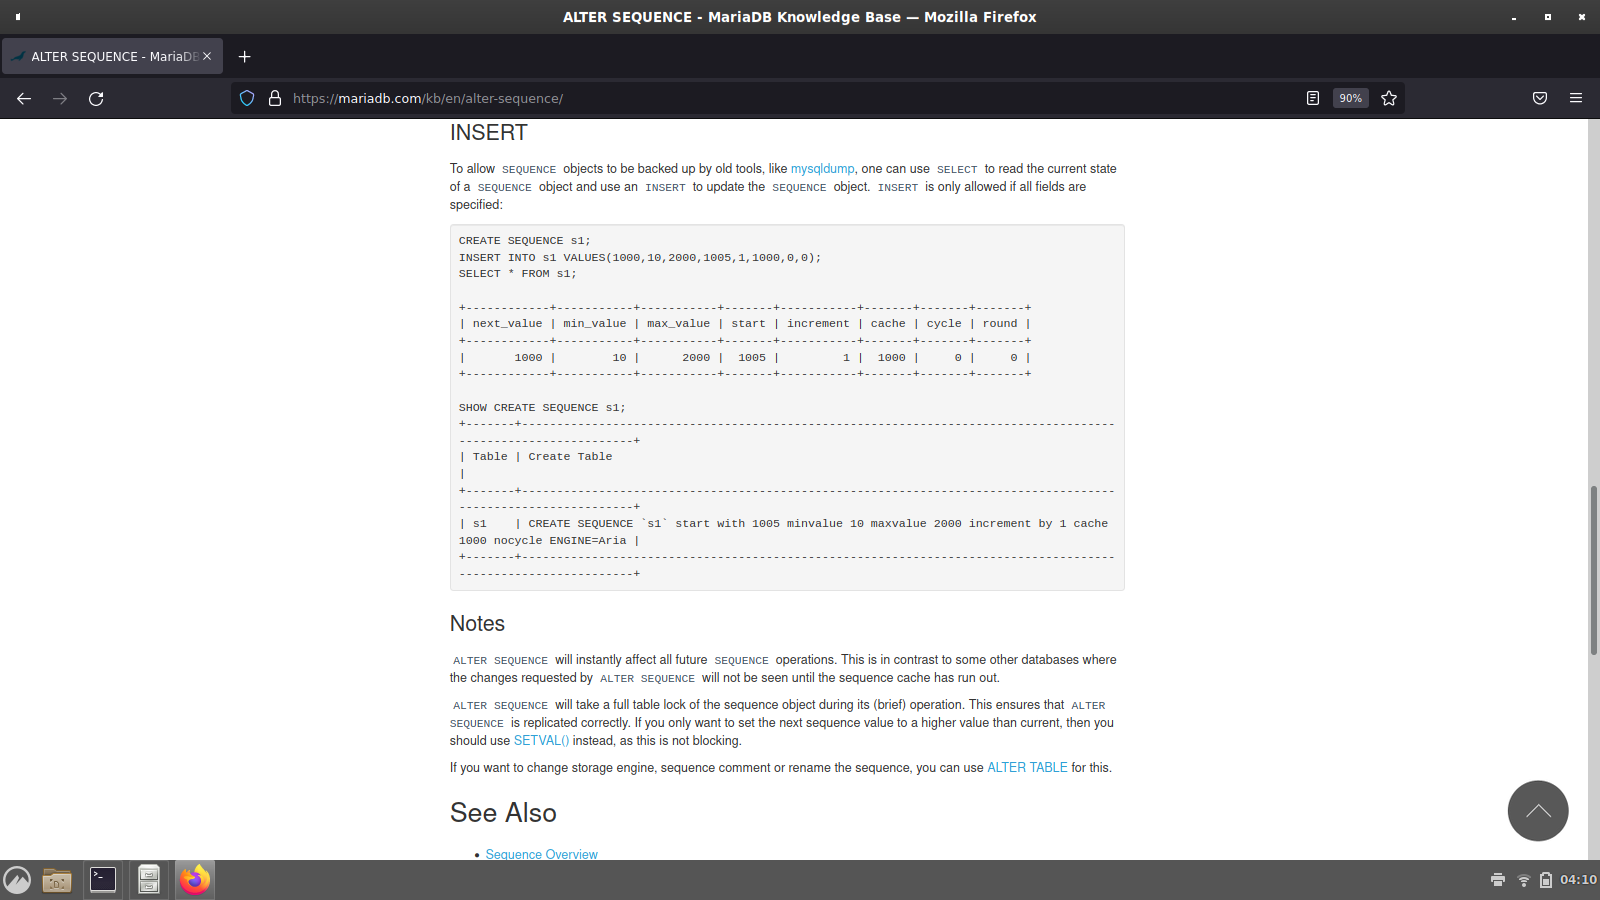 ALTER SEQUENCE - MariaDB Knowledge Base — Mozilla Firefox
ALTER SEQUENCE - MariaDB
https://mariadb.com/kb/en/alter-sequence/
90%
INSERT
To allow SEQUENCE objects to be backed up by old tools, like mysqldump, one can use SELECT to read the current state
of a SEQUENCE object and use an INSERT to update the SEQUENCE object. INSERT is only allowed if all fields are
specified:
CREATE SEQUENCE s1;
INSERT INTO s1 VALUES(1000,10,2000,1005,1,1000,0,0);
SELECT * FROM s1;
+------------+-----------+-----------+-------+-----------+-------+-------+-------+
| next_value | min_value | max_value | start | increment | cache | cycle | round |
+------------+-----------+-----------+-------+-----------+-------+-------+-------+
|       1000 |        10 |      2000 |  1005 |         1 |  1000 |     0 |     0 |
+------------+-----------+-----------+-------+-----------+-------+-------+-------+
SHOW CREATE SEQUENCE s1;
+-------+-------------------------------------------------------------------------------------
-------------------------+
| Table | Create Table
|
+-------+-------------------------------------------------------------------------------------
-------------------------+
| s1    | CREATE SEQUENCE `s1` start with 1005 minvalue 10 maxvalue 2000 increment by 1 cache
1000 nocycle ENGINE=Aria |
+-------+-------------------------------------------------------------------------------------
-------------------------+
Notes
ALTER SEQUENCE will instantly affect all future SEQUENCE operations. This is in contrast to some other databases where
the changes requested by ALTER SEQUENCE will not be seen until the sequence cache has run out.
ALTER SEQUENCE will take a full table lock of the sequence object during its (brief) operation. This ensures that ALTER
SEQUENCE is replicated correctly. If you only want to set the next sequence value to a higher value than current, then you
should use SETVAL() instead, as this is not blocking.
If you want to change storage engine, sequence comment or rename the sequence, you can use ALTER TABLE for this.
See Also
• Sequence Overview
04:10